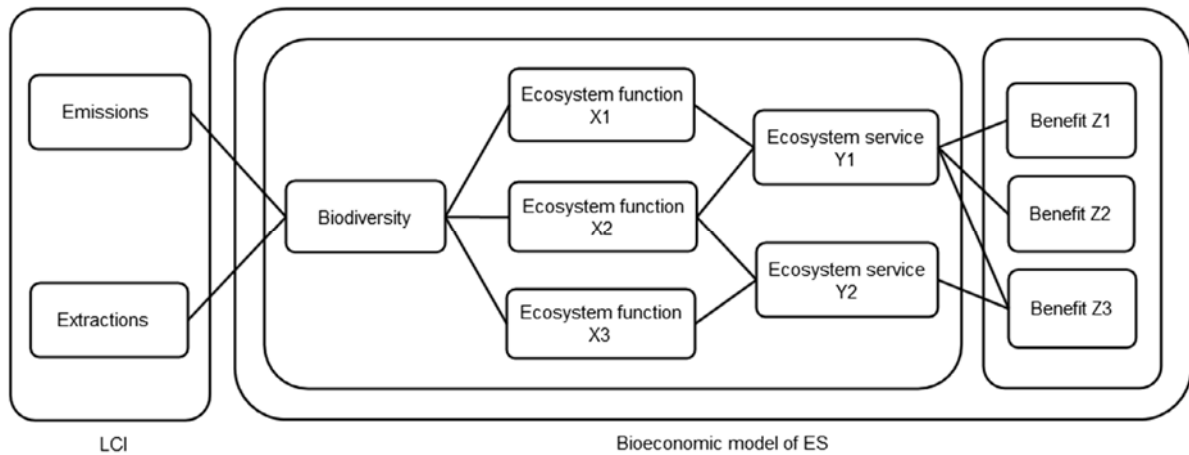 Emissions
Extractions
LCI
Biodiversity
Ecosystem function
X1
Ecosystem function
X2
Ecosystem function
X3
Ecosystem service
Y1
Ecosystem service
Y2
Benefit Z1
Benefit Z2
Benefit Z3
Bioeconomic model of ES